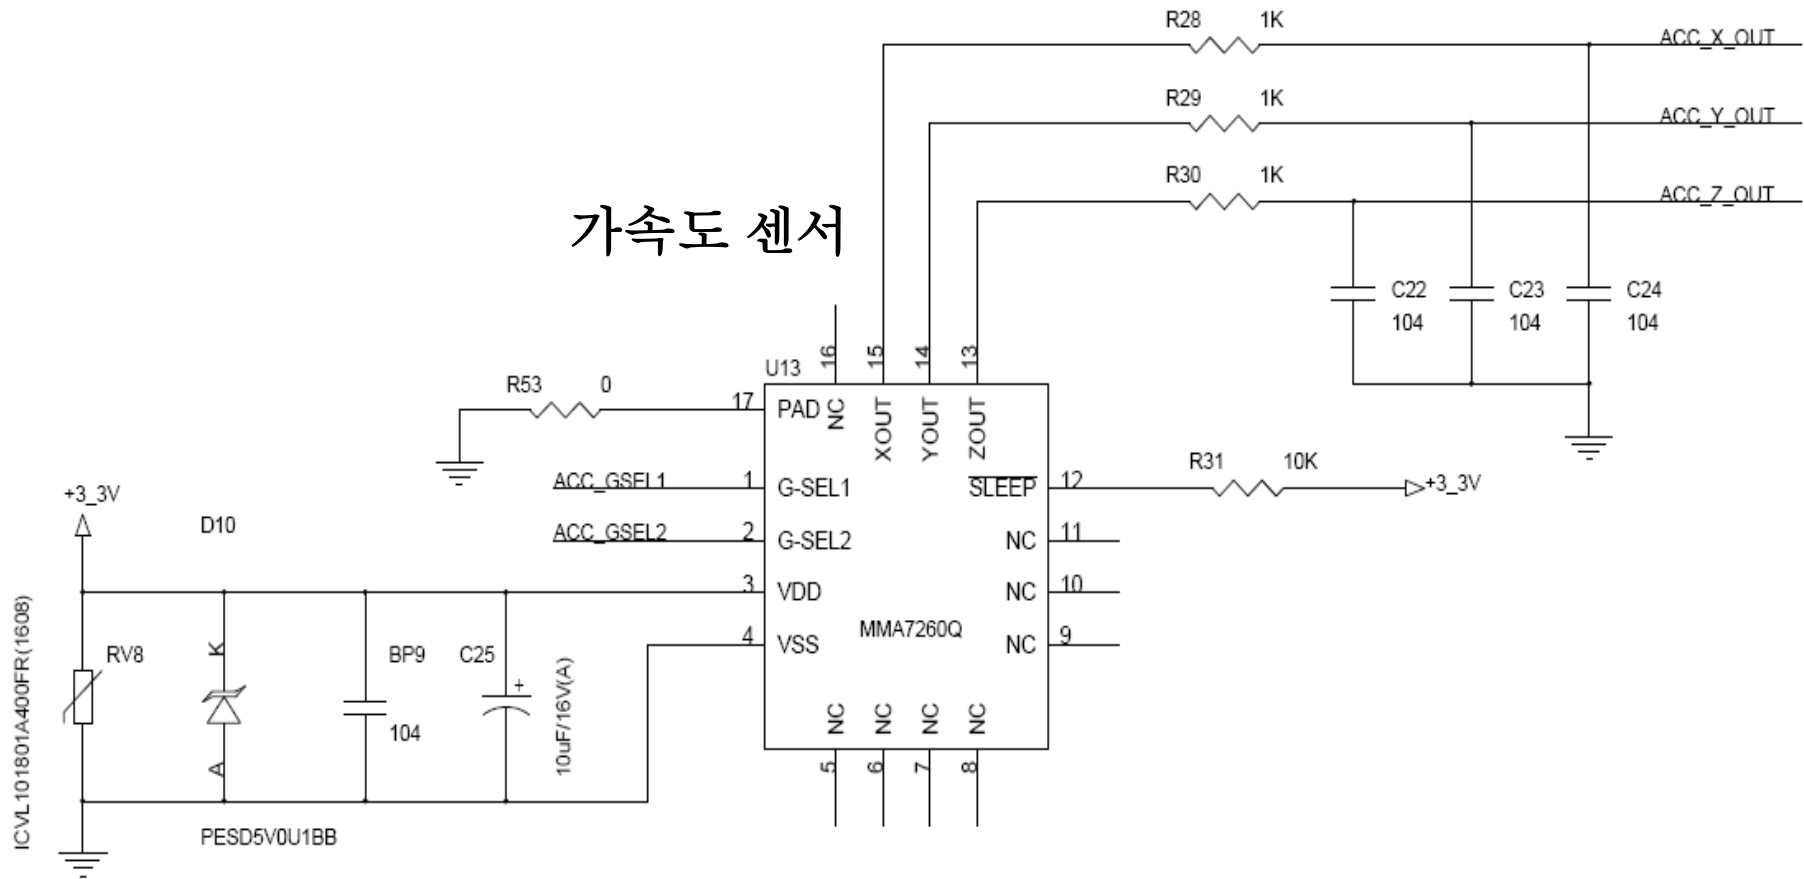 R28 1K
ACC_X_OUT
R29 1K
ACC_Y_OUT
R30 1K
ACC_Z_OUT
가속도 센서
C22 C23 C24
104 104 104
16 15 14 13
U13
R53 0
17 PAD NC XOUT YOUT ZOUT
R31 10K
ACC_GSEL1 1 G-SEL1 SLEEP 12 +3_3V
+3_3V
D10
ACC_GSEL2 2 G-SEL2 NC 11
3 VDD NC 10
MMA7260Q
4 VSS NC 9
ICVL101801A400FR(1608)
RV8 K BP9 C25
+
10uF/16V(A)
104
NC NC NC NC
A
5 6 7 8
PESD5V0U1BB